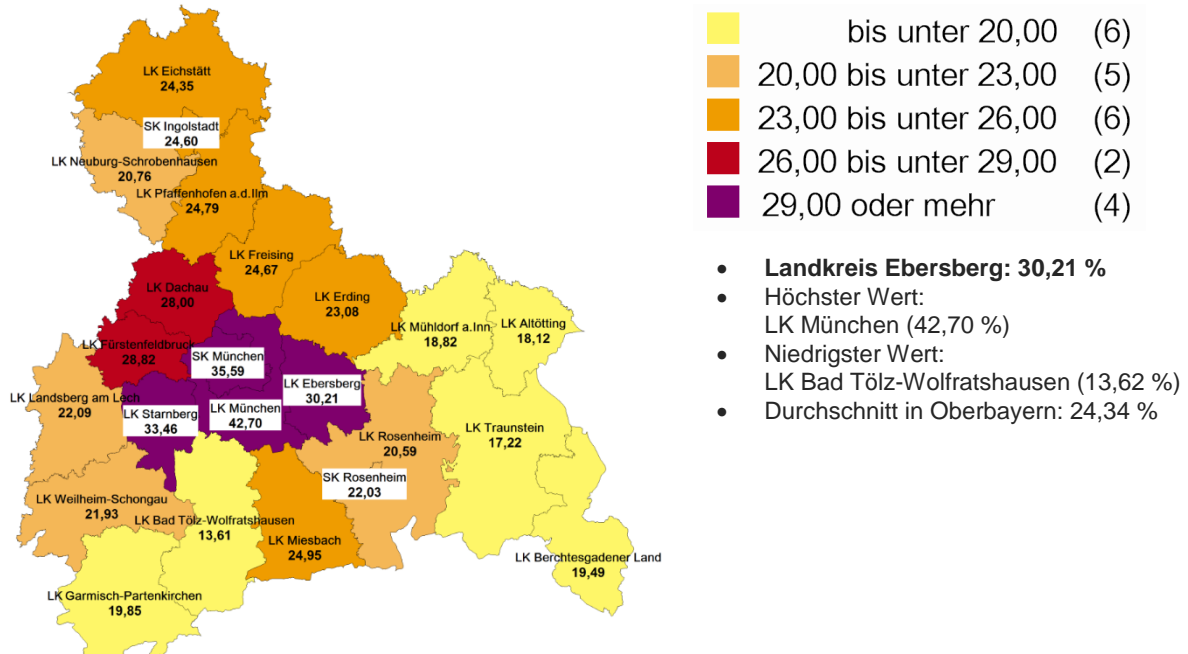 LK Eichstätt
24,35
SK Ingolstadt
24,60
LK Neuburg-Schrobenhausen
20,76
LK Pfaffenhofen a.d.Ilm
24,79
LK Freising
24,67
LK Dachau
28,00
LK Erding
23,08
LK Mühldorf a.Inn
18,82
LK Altötting
18,12
LK Fürstenfeldbruck
28,82
SK München
35,59
LK Ebersberg
30,21
LK Landsberg am Lech
22,09
LK Starnberg
33,46
LK München
42,70
LK Traunstein
17,22
LK Rosenheim
20,59
SK Rosenheim
22,03
LK Weilheim-Schongau
21,93
LK Bad Tölz-Wolfratshausen
13,61
LK Miesbach
24,95
LK Berchtesgadener Land
19,49
LK Garmisch-Partenkirchen
19,85
bis unter 20,00 (6)
20,00 bis unter 23,00 (5)
23,00 bis unter 26,00 (6)
26,00 bis unter 29,00 (2)
29,00 oder mehr (4)
• Landkreis Ebersberg: 30,21 %
• Höchster Wert:
LK München (42,70 %)
• Niedrigster Wert:
LK Bad Tölz-Wolfratshausen (13,62 %)
• Durchschnitt in Oberbayern: 24,34 %